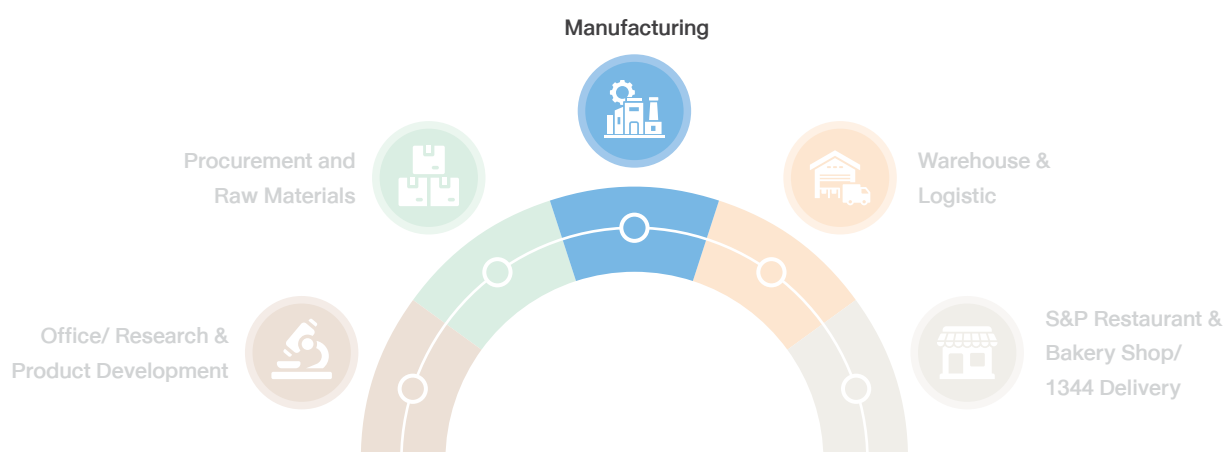 Manufacturing
Procurement and
Raw Materials
Warehouse &
Logistic
Office/ Research &
Product Development
S&P Restaurant &
Bakery Shop/
1344 Delivery